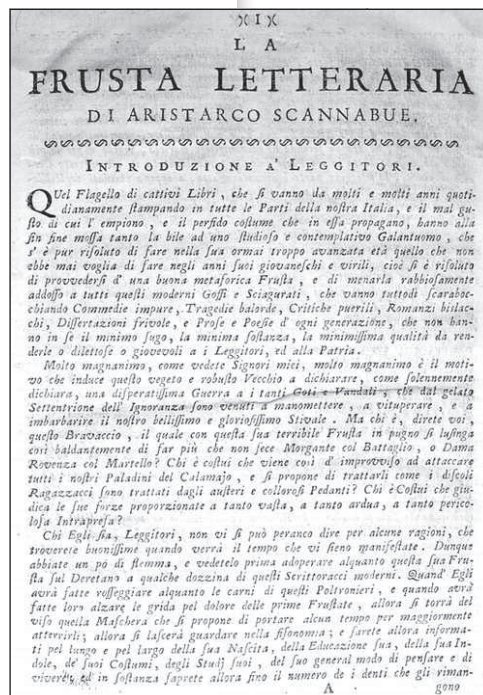 )( I )(
L A
FRUSTA LETTERARIA
DI ARISTARCO SCANNABUE.
INTRODUZIONE A' LEGGITORI.
QUel Flagello di cattivi Libri, che si vanno da molti e molti anni quoti-
dianamente stampando in tutte le Parti della nostra Italia, e il mal gu-
sto di cui l' empiono, e il perfido costume che in essa propagano, hanno alla
fin fine mossa tanto la bile ad uno studioso e contemplativo Galantuomo, che
s' è pur risoluto di fare nella sua ormai troppo avanzata età quello che non
ebbe mai voglia di fare negli anni suoi giovaneschi e virili, cioè si è risoluto
di provvedersi d' una buona metaforica Frusta, e di menarla rabbiosamente
addosso a tutti questi moderni Goffi e Sciagurati, che vanno tuttodì scaraboc-
chiando Commedie impure, Tragedie balorde, Critiche puerili, Romanzi bislac-
chi, Dissertazioni frivole, e Prose e Poesie d' ogni generazione, che non han-
no in se il minimo sugo, la minima sostanza, la minimissima qualità da ren-
derle o dilettose o giovevoli a i Leggitori, ed alla Patria.
Molto magnanimo, come vedete Signori miei, molto magnanimo è il moti-
vo che induce questo vegeto e robusto Vecchio a dichiarare, come solennemente
dichiara, una disperatissima Guerra a i tanti Goti e Vandali, che dal gelato
Settentrione dell' Ignoranza sono venuti a manomettere, a vituperare, e a
imbarbarire il nostro bellissimo e gloriosissimo Stivale. Ma chi è, direte voi,
questo Bravaccio, il quale con questa sua terribile Frusta in pugno si lusinga
così baldantemente di far più che non fece Morgante col Battaglio, o Dama
Rovenza col Martello? Chi è costui che viene così d' improvviso ad attaccare
tutti i nostri Paladini del Calamajo, e si propone di trattarli come i discoli
Ragazzacci sono trattati dagli austeri e collorosi Pedanti? Chi è Costui che giu-
dica le sue forze proporzionate a tanto vasta, a tanto ardua, a tanto perico-
losa Intrapresa?
Chi Egli sia, Leggitori, non vi si può peranco dire per alcune ragioni, che
troverete buonissime quando verrà il tempo che vi sieno manifestate. Dunque
abbiate un pò di flemma, e vedetelo prima adoperare alquanto questa sua Fru-
sta sul Deretano a qualche dozzina di questi Scrittoracci moderni. Quand' Egli
avrà fatte rosseggiare alquanto le carni di questi Poltronieri, e quando avrà
fatte loro alzare le grida pel dolore delle prime Frustate, allora si torrà del
viso quella Maschera che si propone di portare alcun tempo per maggiormente
atterrirli; allora si lascerà guardare nella fisonomia; e sarete allora informa-
ti pel lungo e pel largo della sua Nascita, della Educazione sua, della sua In-
dole, de' suoi Costumi, degli Studj suoi, del suo general modo di pensare e di
vivere; ed in sostanza saprete allora fino il numero de i denti che gli riman-
A gono